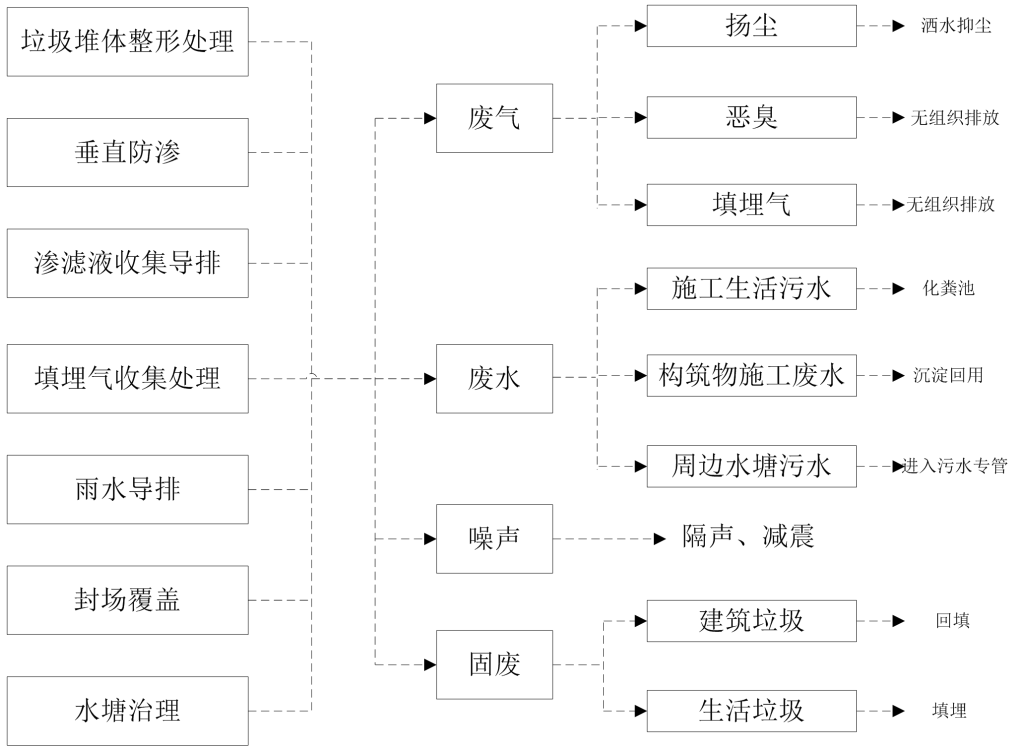 垃圾堆体整形处理
垂直防渗
渗滤液收集导排
填埋气收集处理
雨水导排
封场覆盖
水塘治理
废气
废水
噪声
固废
扬尘
洒水抑尘
恶臭
无组织排放
填埋气
无组织排放
施工生活污水
化粪池
构筑物施工废水
沉淀回用
周边水塘污水
进入污水专管
隔声、减震
建筑垃圾
回填
生活垃圾
填埋